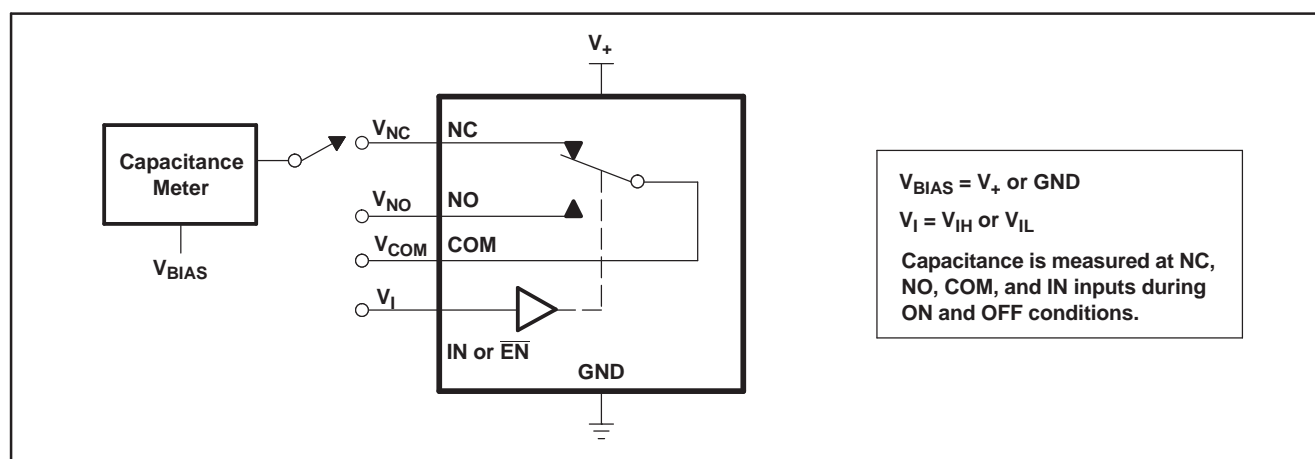 V+
Capacitance
Meter
VBIAS
VNC
NC
VNO
NO
VCOM
COM
VI
IN or E̅N̅
GND
VBIAS = V+ or GND
VI = VIH or VIL
Capacitance is measured at NC,
NO, COM, and IN inputs during
ON and OFF conditions.